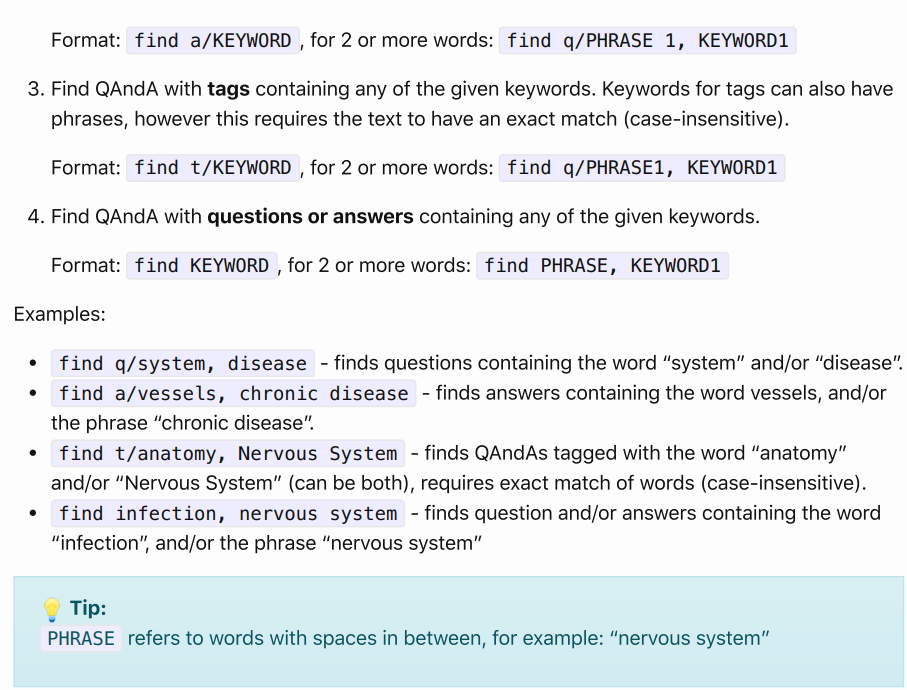 Format: find a/KEYWORD , for 2 or more words: find q/PHRASE 1, KEYWORD1
3. Find QAndA with tags containing any of the given keywords. Keywords for tags can also have
phrases, however this requires the text to have an exact match (case-insensitive).
Format: find t/KEYWORD , for 2 or more words: find q/PHRASE1, KEYWORD1
4. Find QAndA with questions or answers containing any of the given keywords.
Format: find KEYWORD , for 2 or more words: find PHRASE, KEYWORD1
Examples:
• find q/system, disease - finds questions containing the word “system” and/or “disease”.
• find a/vessels, chronic disease - finds answers containing the word vessels, and/or
the phrase “chronic disease”.
• find t/anatomy, Nervous System - finds QAndAs tagged with the word “anatomy”
and/or “Nervous System” (can be both), requires exact match of words (case-insensitive).
• find infection, nervous system - finds question and/or answers containing the word
“infection”, and/or the phrase “nervous system”
💡 Tip:
PHRASE refers to words with spaces in between, for example: “nervous system”